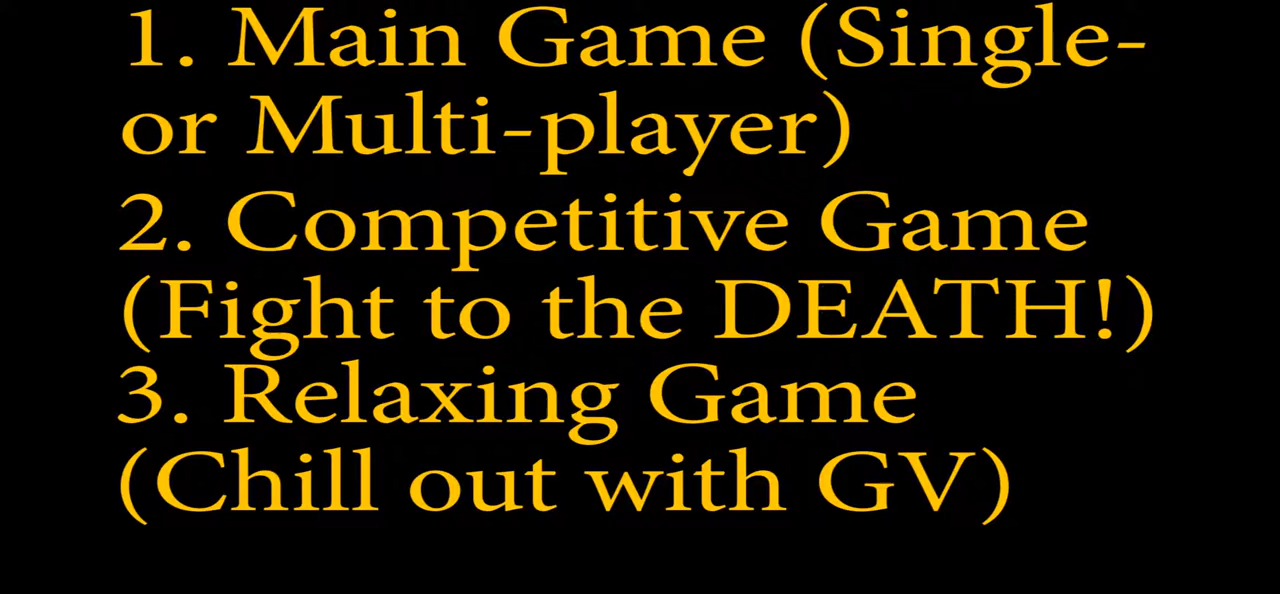 1. Main Game (Single-
or Multi-player)
2. Competitive Game
(Fight to the DEATH!)
3. Relaxing Game
(Chill out with GV)